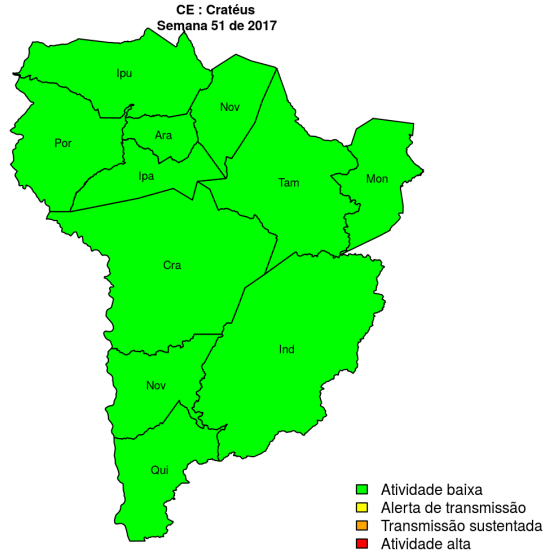 CE : Cratéus
Semana 51 de 2017
Ipu
Nov
Por
Ara
Ipa
Tam
Mon
Cra
Ind
Nov
Qui
Atividade baixa
Alerta de transmissão
Transmissão sustentada
Atividade alta